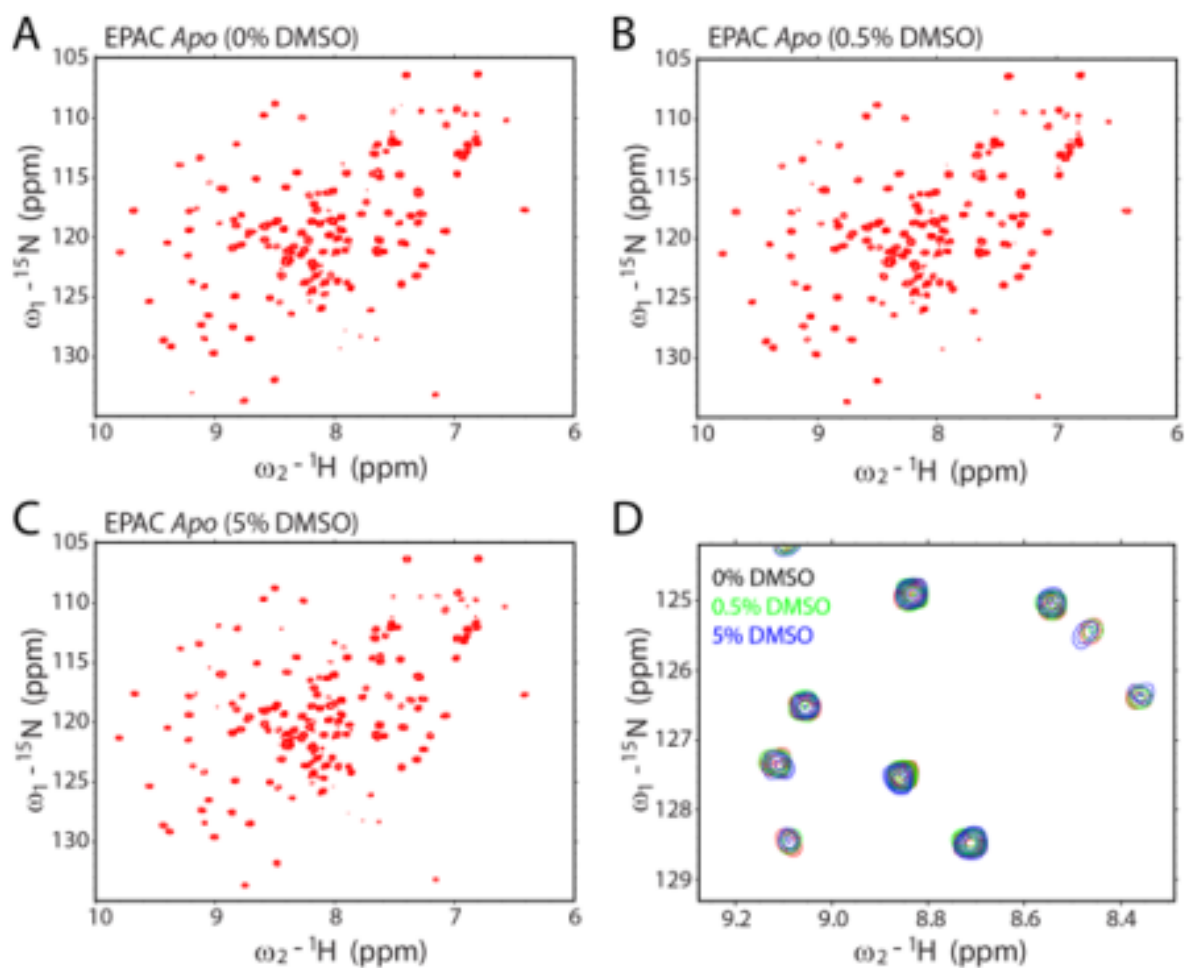 A
EPAC Apo (0% DMSO)
105
110
115
120
125
130
ω1 - 15N (ppm)
10
9
8
7
6
ω2 - 1H (ppm)
B
EPAC Apo (0.5% DMSO)
105
110
115
120
125
130
ω1 - 15N (ppm)
10
9
8
7
6
ω2 - 1H (ppm)
C
EPAC Apo (5% DMSO)
105
110
115
120
125
130
ω1 - 15N (ppm)
10
9
8
7
6
ω2 - 1H (ppm)
D
0% DMSO
0.5% DMSO
5% DMSO
125
126
127
128
129
ω1 - 15N (ppm)
9.2
9.0
8.8
8.6
8.4
ω2 - 1H (ppm)